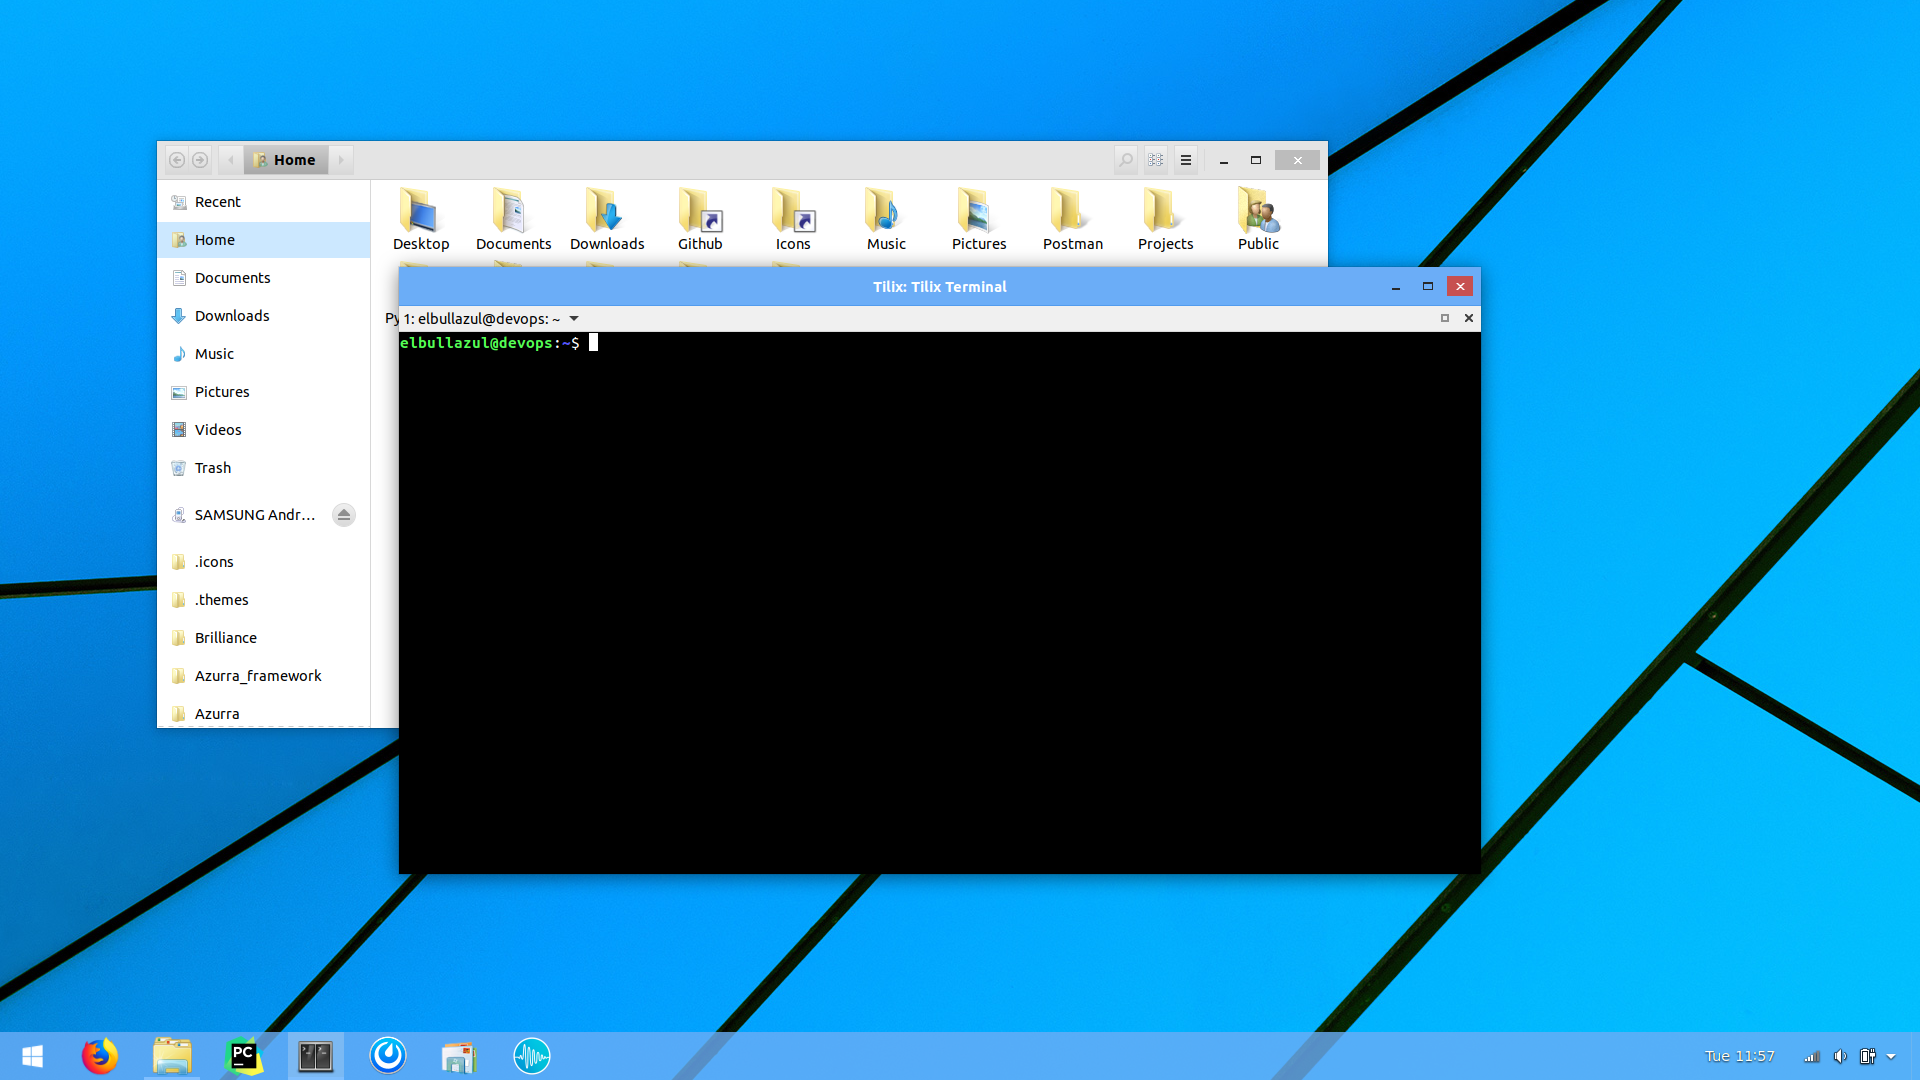 Home
Recent
Home
Documents
Downloads
Music
Pictures
Videos
Trash
SAMSUNG Andr...
.icons
.themes
Brilliance
Azurra_framework
Azurra
Desktop
Documents
Downloads
Github
Icons
Music
Pictures
Postman
Projects
Public
Py
Tilix: Tilix Terminal
1: elbullazul@devops: ~
elbullazul@devops:~$
PC
Tue 11:57